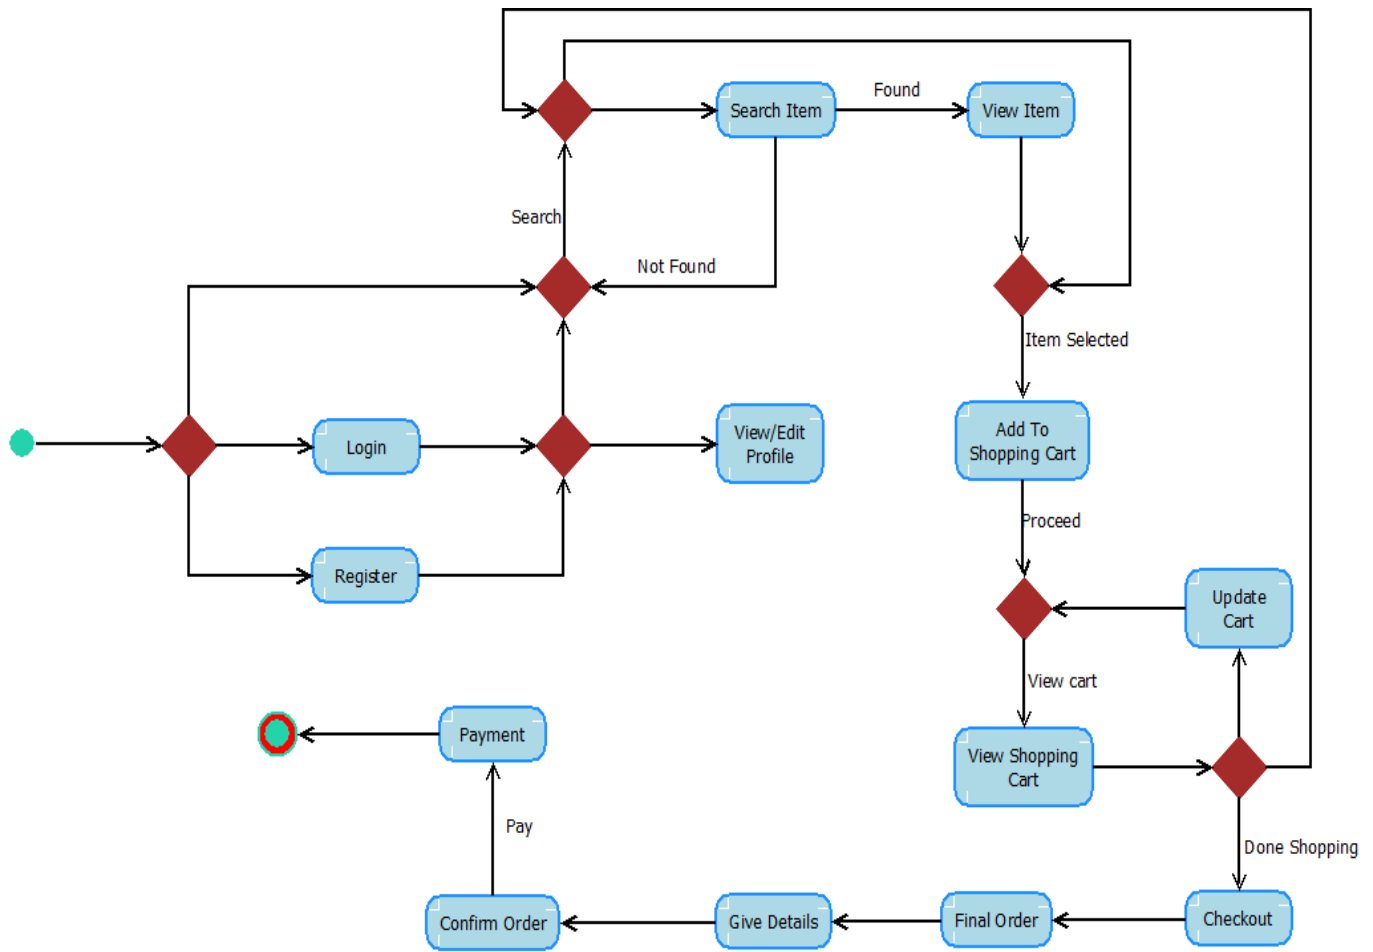 Found
Search Item
View Item
Search
Not Found
Item Selected
Login
View/Edit
Profile
Add To
Shopping Cart
Proceed
Register
Update
Cart
View cart
Payment
View Shopping
Cart
Pay
Done Shopping
Confirm Order
Give Details
Final Order
Checkout